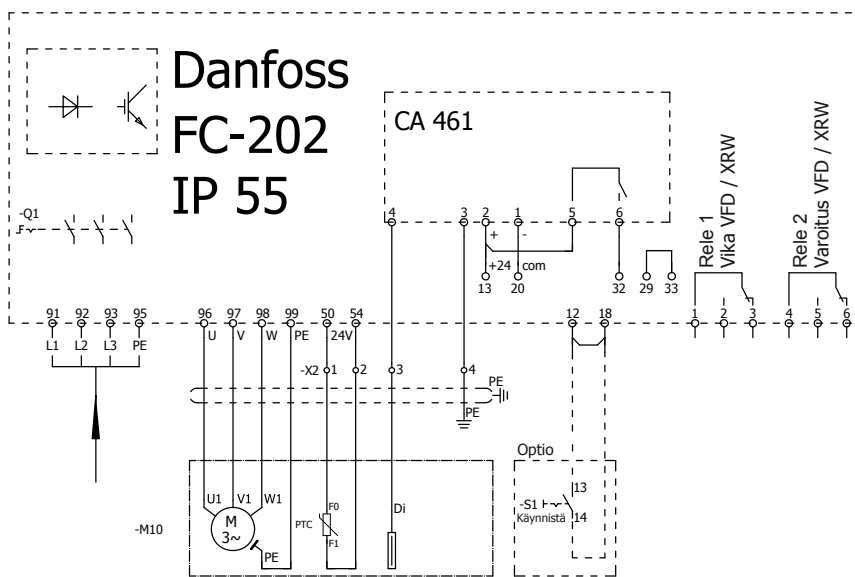 Danfoss
FC-202
IP 55
CA 461
-Q1
4 3 2 1 5 6
+ -
+24 com
13 20 32 29 33
Rele 1
Vika VFD / XRW
Rele 2
Varoitus VFD / XRW
91 92 93 95 96 97 98 99 50 54 12 18 1 2 3 4 5 6
L1 L2 L3 PE U V W PE 24V
-X2 1 2 3 4
PE
PE
Optio
-M10
U1 V1 W1
M
3~
PE
PTC
F0
F1
Di
-S1
Käynnistä
13
14